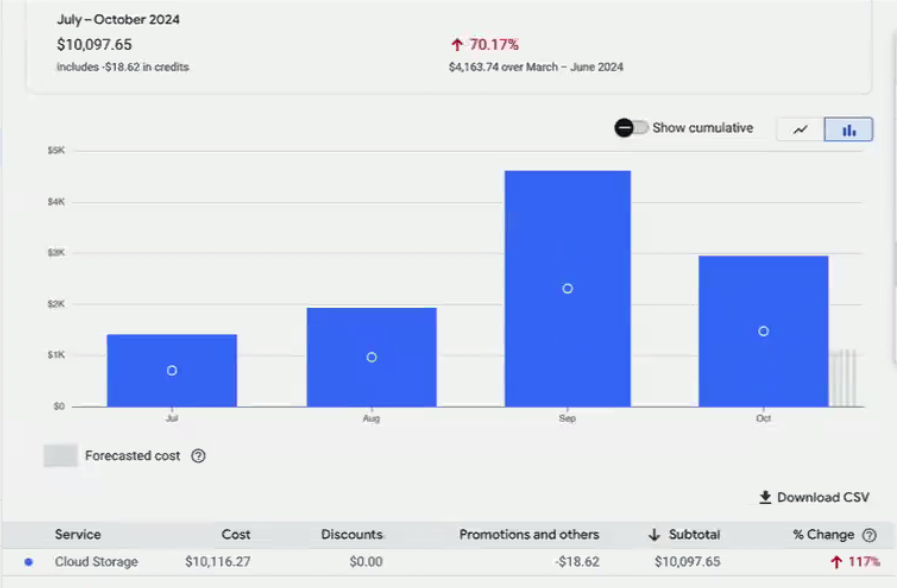 July – October 2024
$10,097.65
includes -$18.62 in credits
70.17%
$4,163.74 over March – June 2024
Show cumulative
$5K
$4K
$3K
$2K
$1K
$0
Jul Aug Sep Oct
Forecasted cost
Download CSV
Service Cost Discounts Promotions and others Subtotal % Change
Cloud Storage $10,116.27 $0.00 -$18.62 $10,097.65 117%